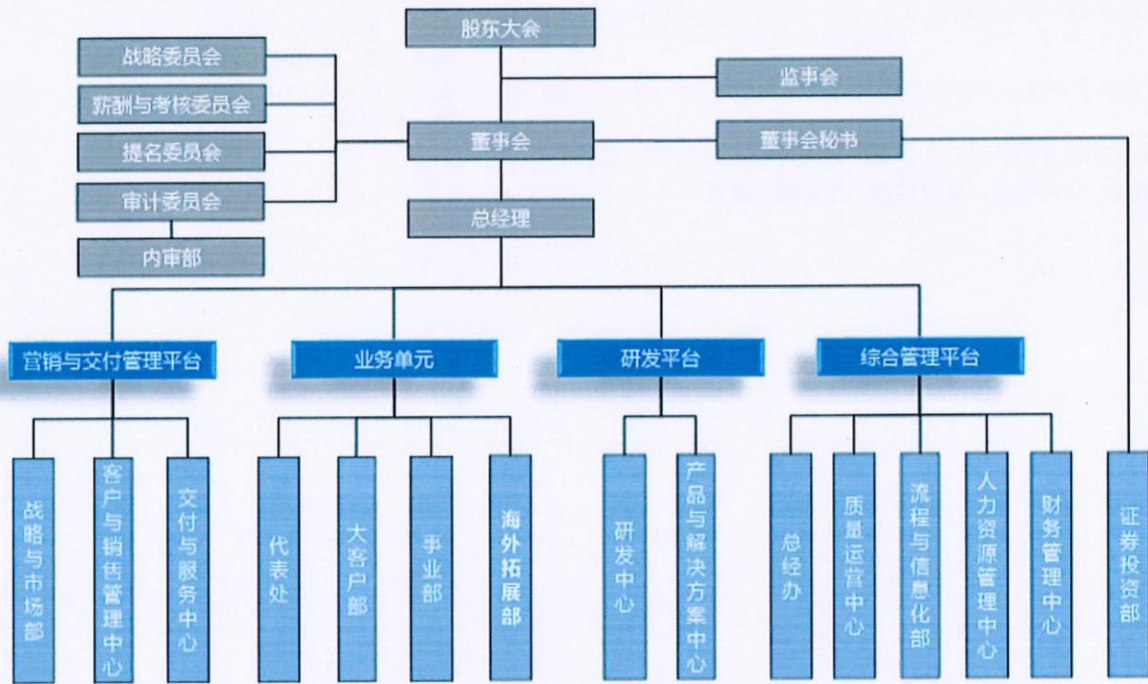 股东大会
战略委员会
监事会
薪酬与考核委员会
提名委员会
董事会
董事会秘书
审计委员会
总经理
内审部
营销与交付管理平台
业务单元
研发平台
综合管理平台
战略与市场部
客户与销售管理中心
交付与服务中心
代表处
大客户部
事业部
海外拓展部
研发中心
产品与解决方案中心
总经办
质量运营中心
流程与信息化部
人力资源管理中心
财务管理中心
证券投资部